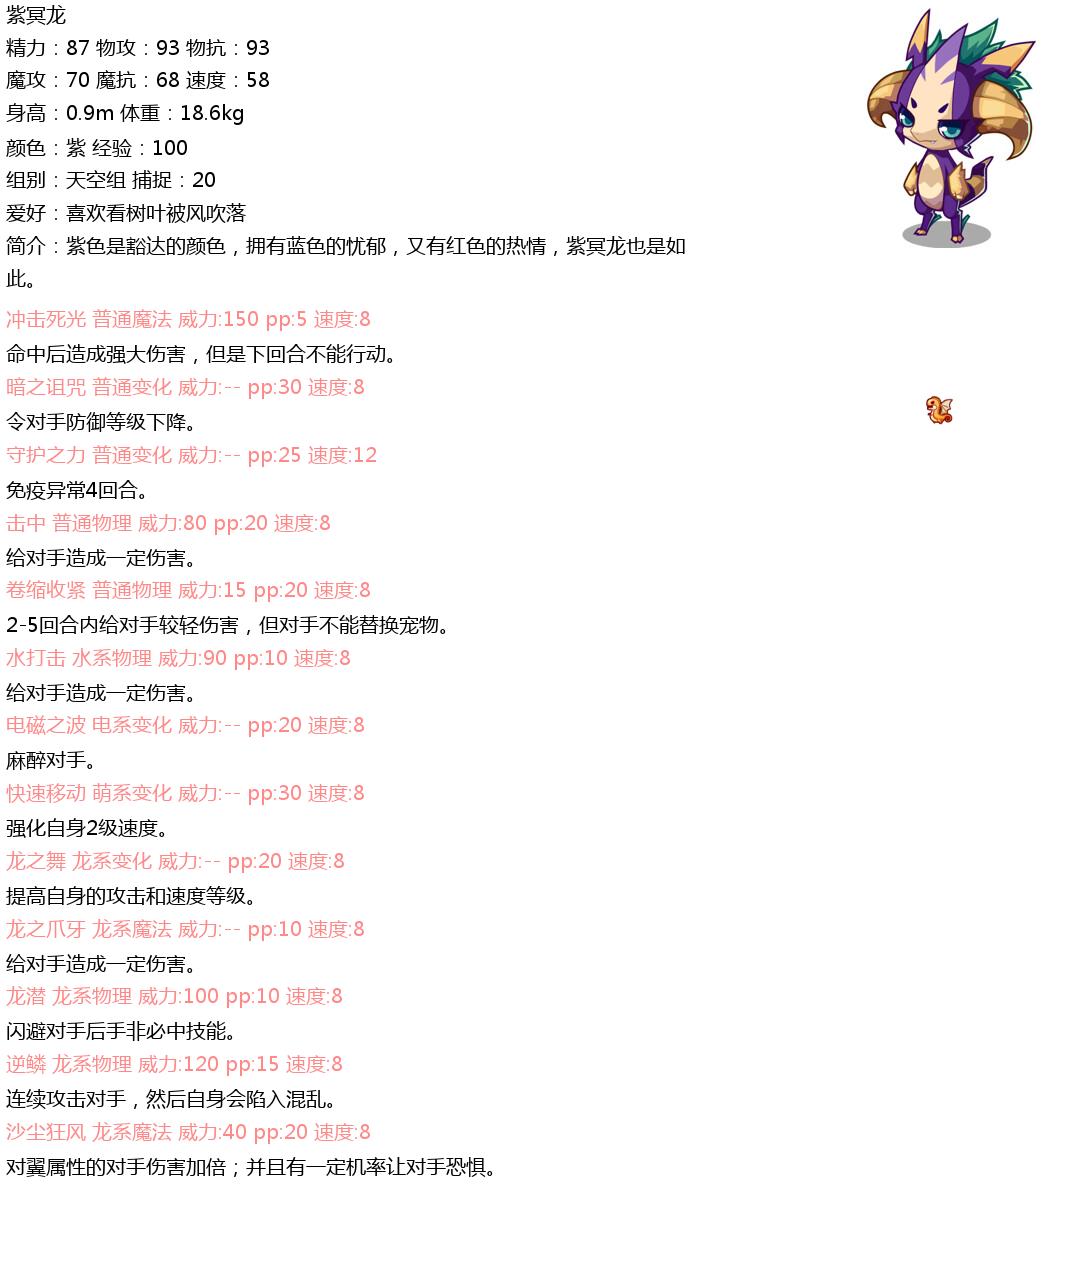 紫冥龙
精力：87 物攻：93 物抗：93
魔攻：70 魔抗：68 速度：58
身高：0.9m 体重：18.6kg
颜色：紫 经验：100
组别：天空组 捕捉：20
爱好：喜欢看树叶被风吹落
简介：紫色是豁达的颜色，拥有蓝色的忧郁，又有红色的热情，紫冥龙也是如
此。
冲击死光 普通魔法 威力:150 pp:5 速度:8
命中后造成强大伤害，但是下回合不能行动。
暗之诅咒 普通变化 威力:-- pp:30 速度:8
令对手防御等级下降。
守护之力 普通变化 威力:-- pp:25 速度:12
免疫异常4回合。
击中 普通物理 威力:80 pp:20 速度:8
给对手造成一定伤害。
卷缩收紧 普通物理 威力:15 pp:20 速度:8
2-5回合内给对手较轻伤害，但对手不能替换宠物。
水打击 水系物理 威力:90 pp:10 速度:8
给对手造成一定伤害。
电磁之波 电系变化 威力:-- pp:20 速度:8
麻醉对手。
快速移动 萌系变化 威力:-- pp:30 速度:8
强化自身2级速度。
龙之舞 龙系变化 威力:-- pp:20 速度:8
提高自身的攻击和速度等级。
龙之爪牙 龙系魔法 威力:-- pp:10 速度:8
给对手造成一定伤害。
龙潜 龙系物理 威力:100 pp:10 速度:8
闪避对手后手非必中技能。
逆鳞 龙系物理 威力:120 pp:15 速度:8
连续攻击对手，然后自身会陷入混乱。
沙尘狂风 龙系魔法 威力:40 pp:20 速度:8
对翼属性的对手伤害加倍；并且有一定机率让对手恐惧。